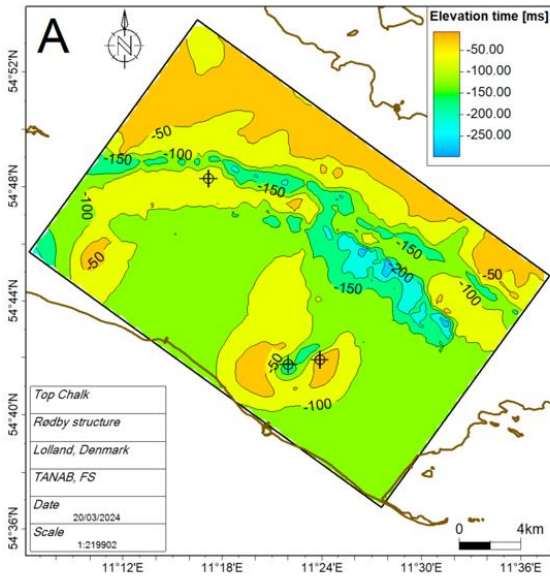 A
N
Elevation time [ms]
-50.00
-100.00
-150.00
-200.00
-250.00
54°52'N
54°48'N
54°44'N
54°40'N
54°36'N
-50
-100
-150
-150
-100
-50
-150
-200
-150
-50
-100
-50
-100
Top Chalk
Rødby structure
Lolland, Denmark
TANAB, FS
Date
20/03/2024
Scale
1:219902
0 4km
11°12'E 11°18'E 11°24'E 11°30'E 11°36'E